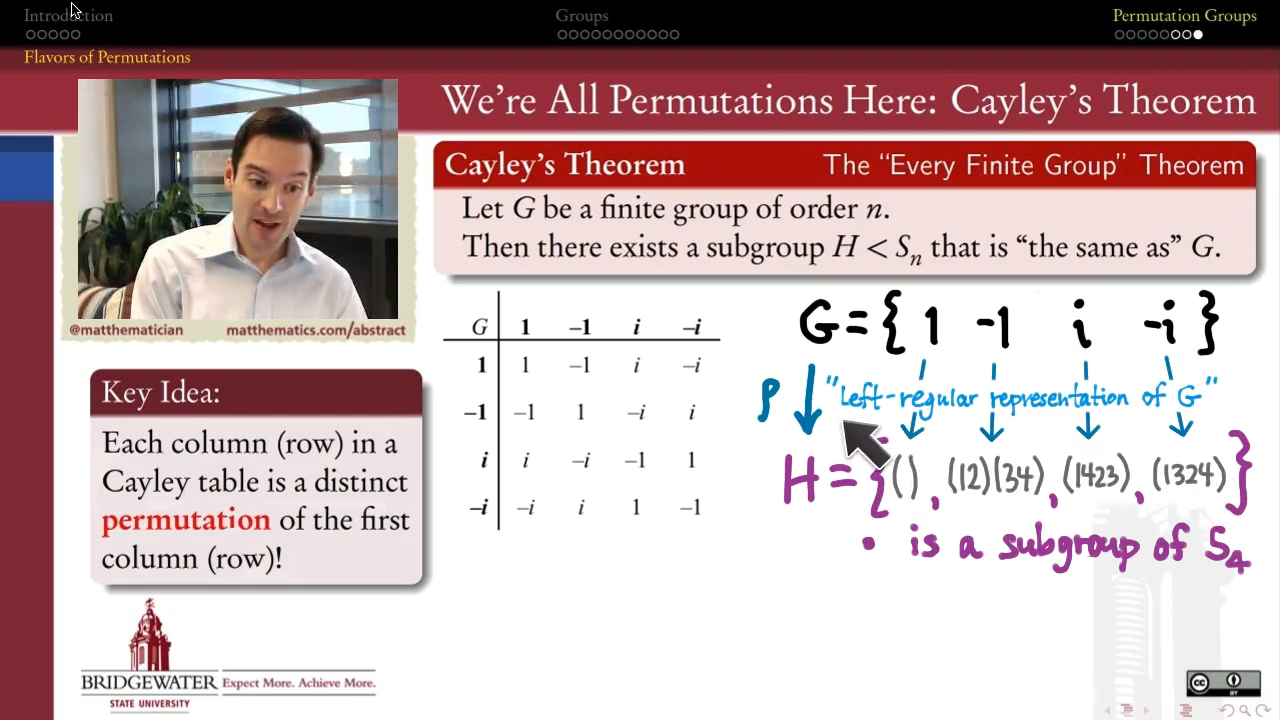 Introduction
Groups
Permutation Groups
Flavors of Permutations
We're All Permutations Here: Cayley's Theorem
Cayley's Theorem The "Every Finite Group" Theorem
Let G be a finite group of order n.
Then there exists a subgroup H < Sₙ that is "the same as" G.
@matthematician matthematics.com/abstract
Key Idea:
Each column (row) in a
Cayley table is a distinct
permutation of the first
column (row)!
G 1 −1 i −i
1 1 −1 i −i
−1 −1 1 −i i
i i −i −1 1
−i −i i 1 −1
G = { 1 -1 i -i }
ρ "Left-regular representation of G"
H = { (), (12)(34), (1423), (1324) }
• is a subgroup of S₄
BRIDGEWATER
STATE UNIVERSITY
Expect More. Achieve More.
cc
BY